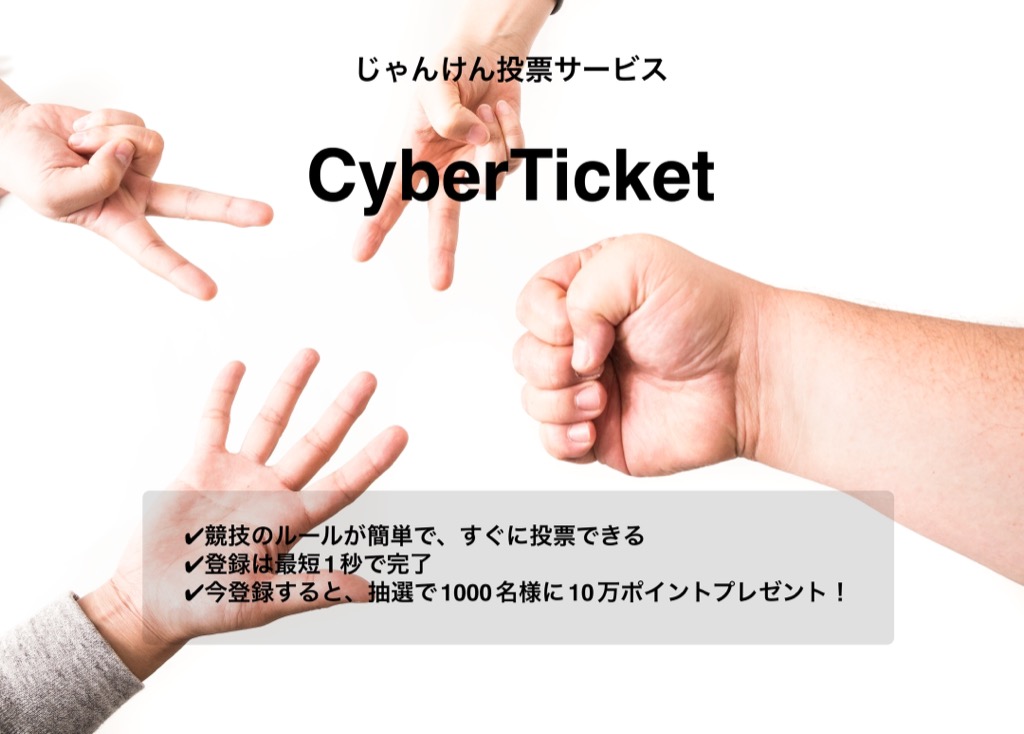 じゃんけん投票サービス
CyberTicket
✔競技のルールが簡単で、すぐに投票できる
✔登録は最短1秒で完了
✔今登録すると、抽選で1000名様に10万ポイントプレゼント！